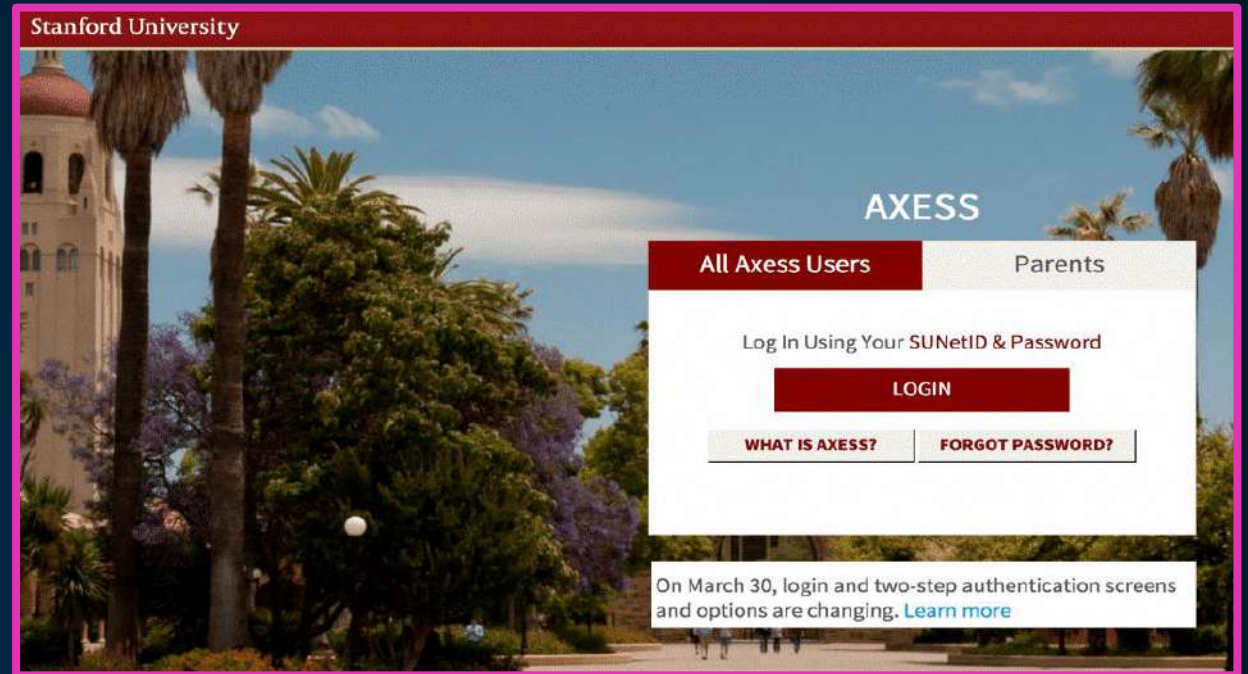 Stanford University
AXESS
All Axess Users
Parents
Log In Using Your SUNetID & Password
LOGIN
WHAT IS AXESS?
FORGOT PASSWORD?
On March 30, login and two-step authentication screens
and options are changing. Learn more